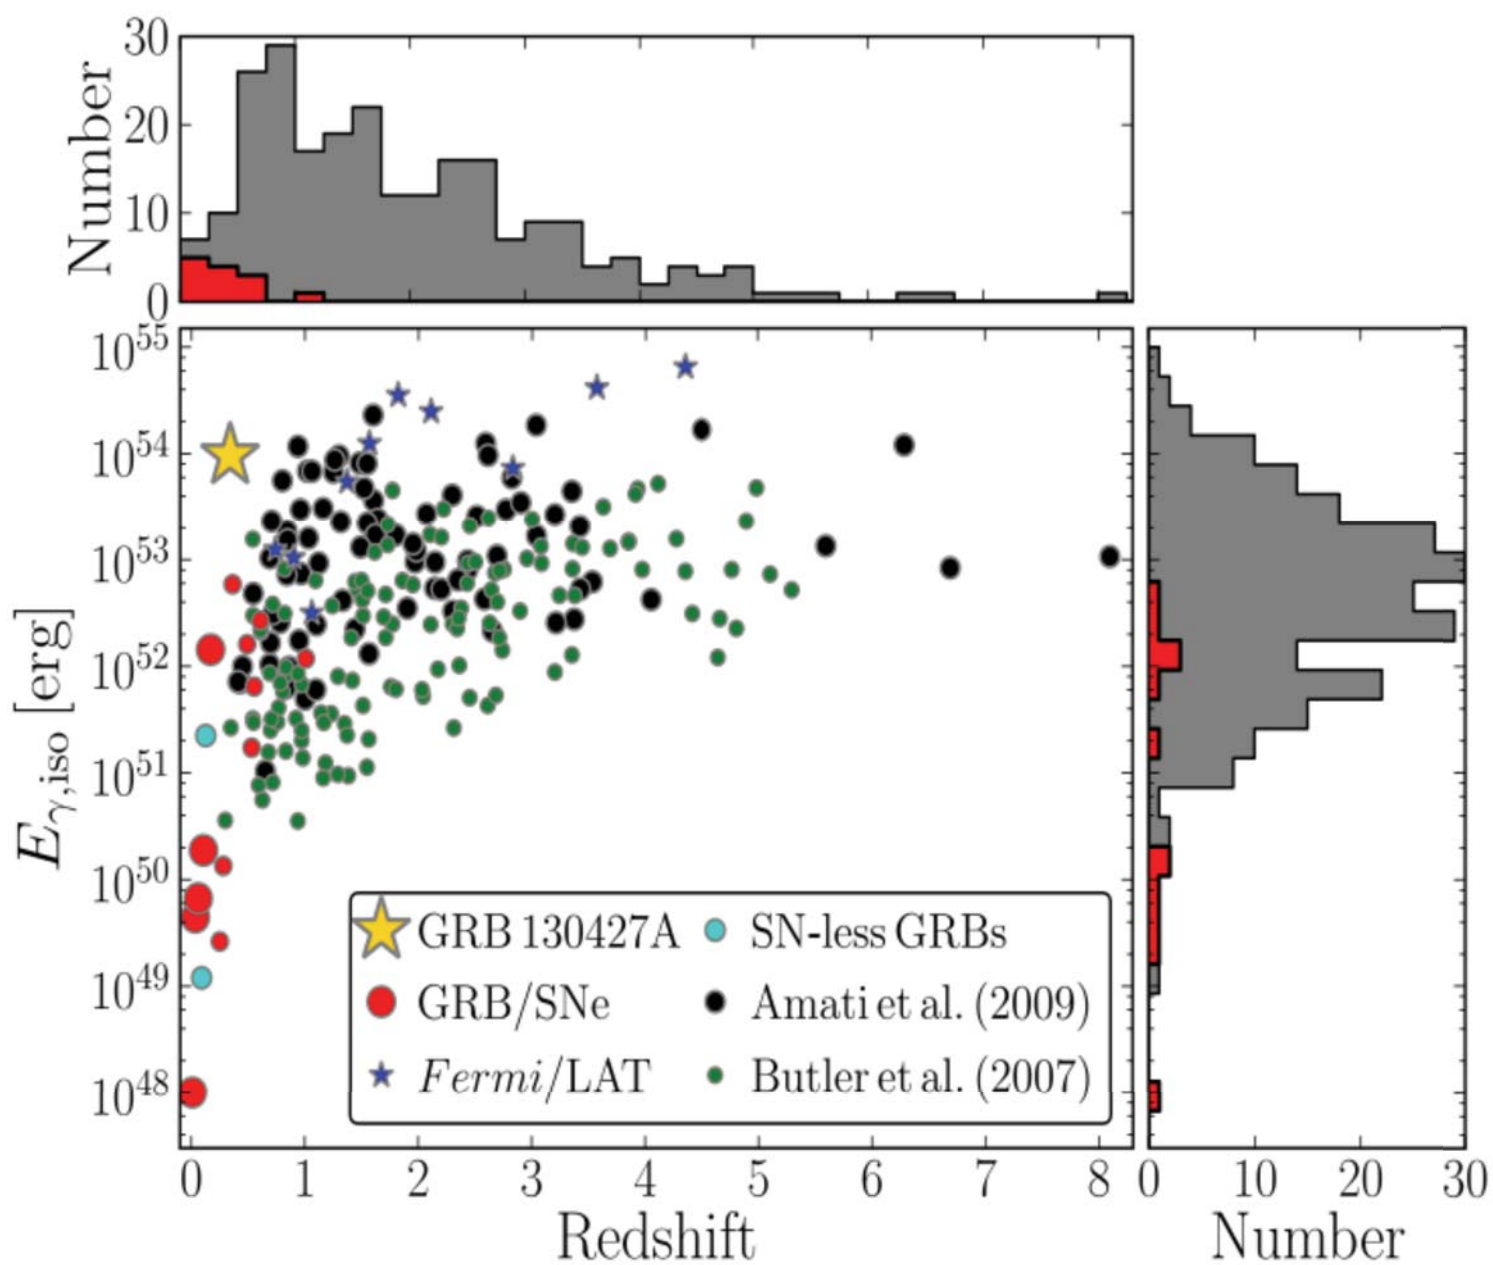 30
20
10
0
Number
10^55
10^54
10^53
10^52
10^51
10^50
10^49
10^48
E_γ,iso [erg]
GRB 130427A
SN-less GRBs
GRB/SNe
Amati et al. (2009)
Fermi/LAT
Butler et al. (2007)
0 1 2 3 4 5 6 7 8
Redshift
0 10 20 30
Number